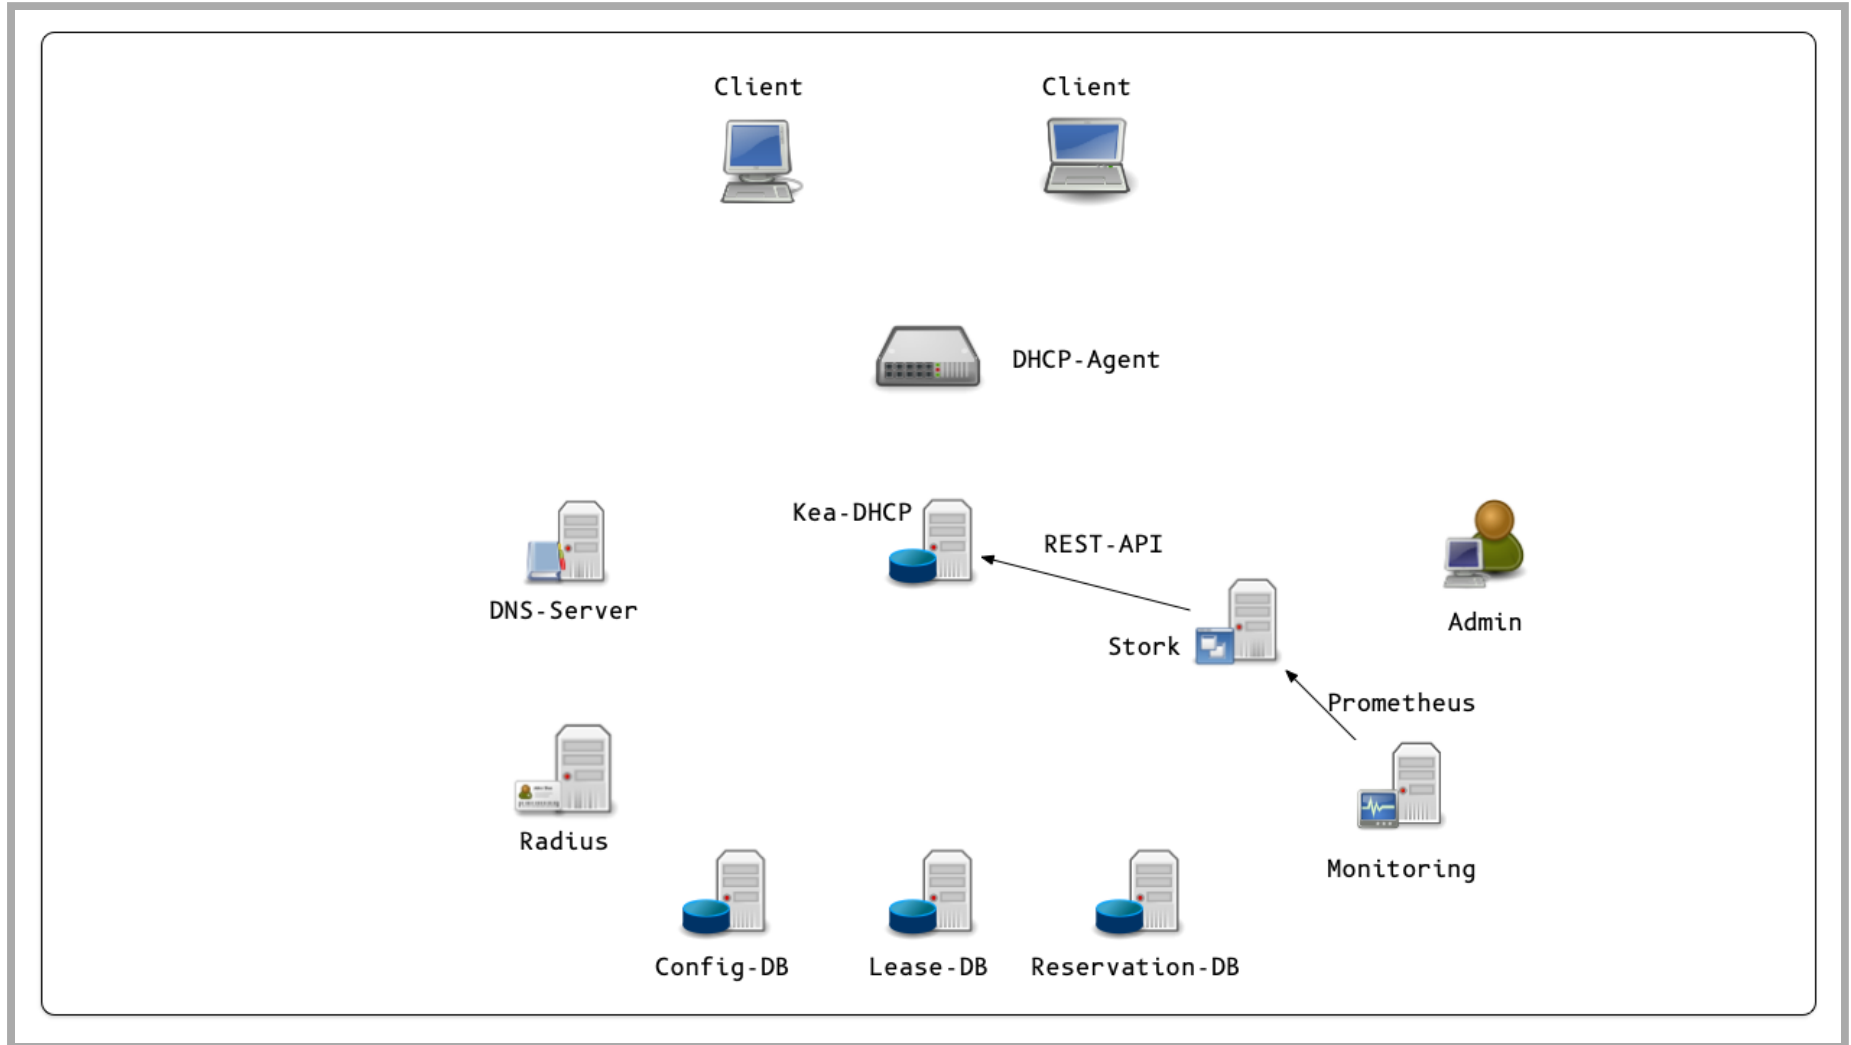 Client
Client
DHCP-Agent
Kea-DHCP
REST-API
DNS-Server
Admin
Stork
Prometheus
Radius
Monitoring
Config-DB
Lease-DB
Reservation-DB